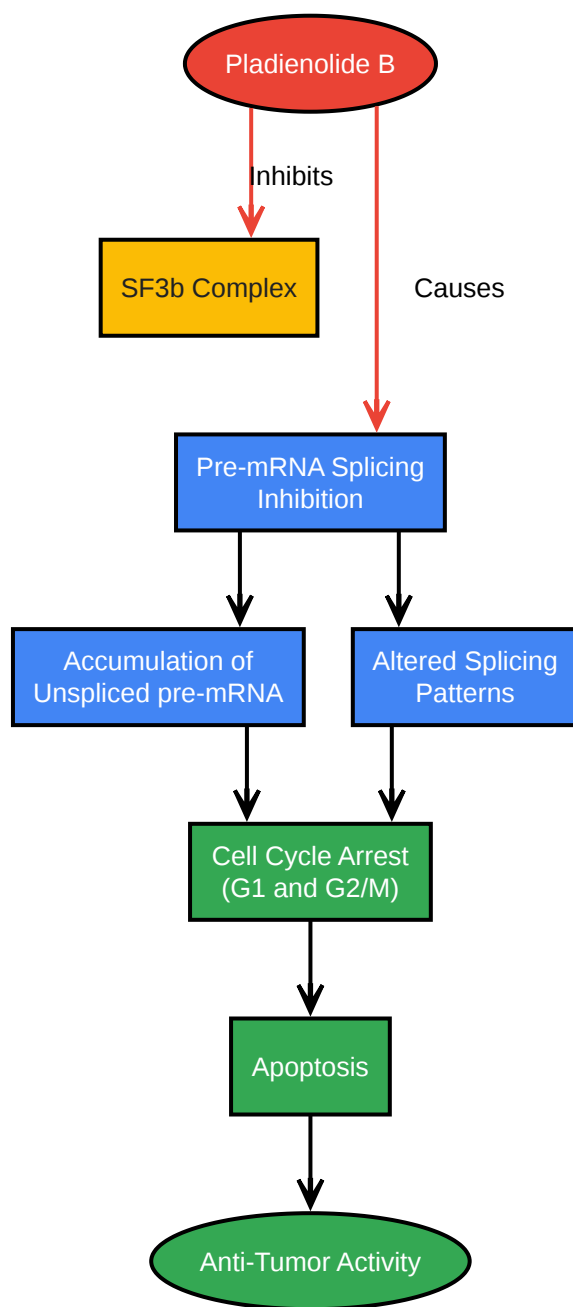 Pladienolide B
Inhibits
SF3b Complex
Causes
Pre-mRNA Splicing
Inhibition
Accumulation of
Unspliced pre-mRNA
Altered Splicing
Patterns
Cell Cycle Arrest
(G1 and G2/M)
Apoptosis
Anti-Tumor Activity